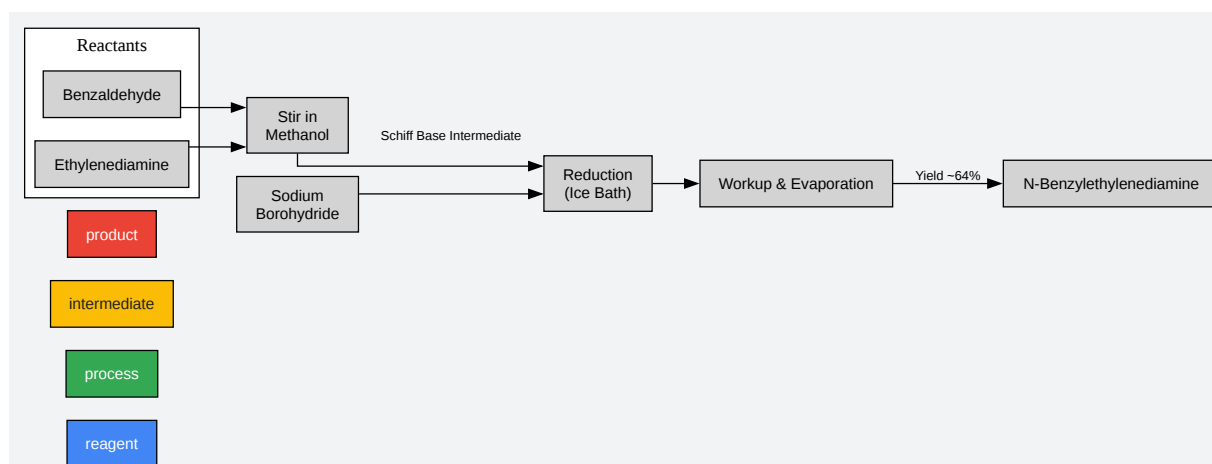 Reactants
Benzaldehyde
Ethylenediamine
Stir in
Methanol
Schiff Base Intermediate
Sodium
Borohydride
Reduction
(Ice Bath)
Workup & Evaporation
Yield ~64%
N-Benzylethylenediamine
product
intermediate
process
reagent